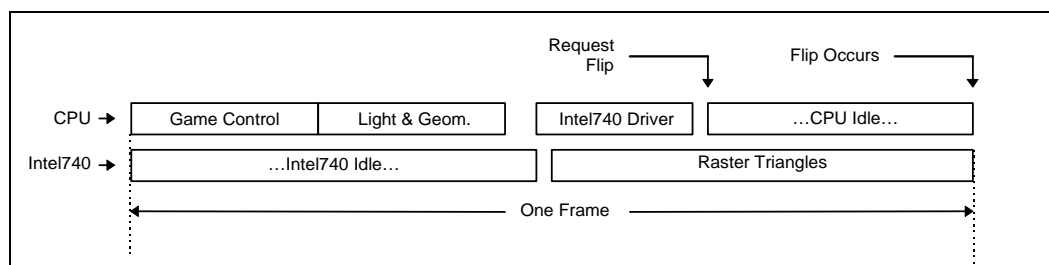 Request
Flip
Flip Occurs
CPU
Game Control
Light & Geom.
Intel740 Driver
...CPU Idle...
Intel740
...Intel740 Idle...
Raster Triangles
One Frame